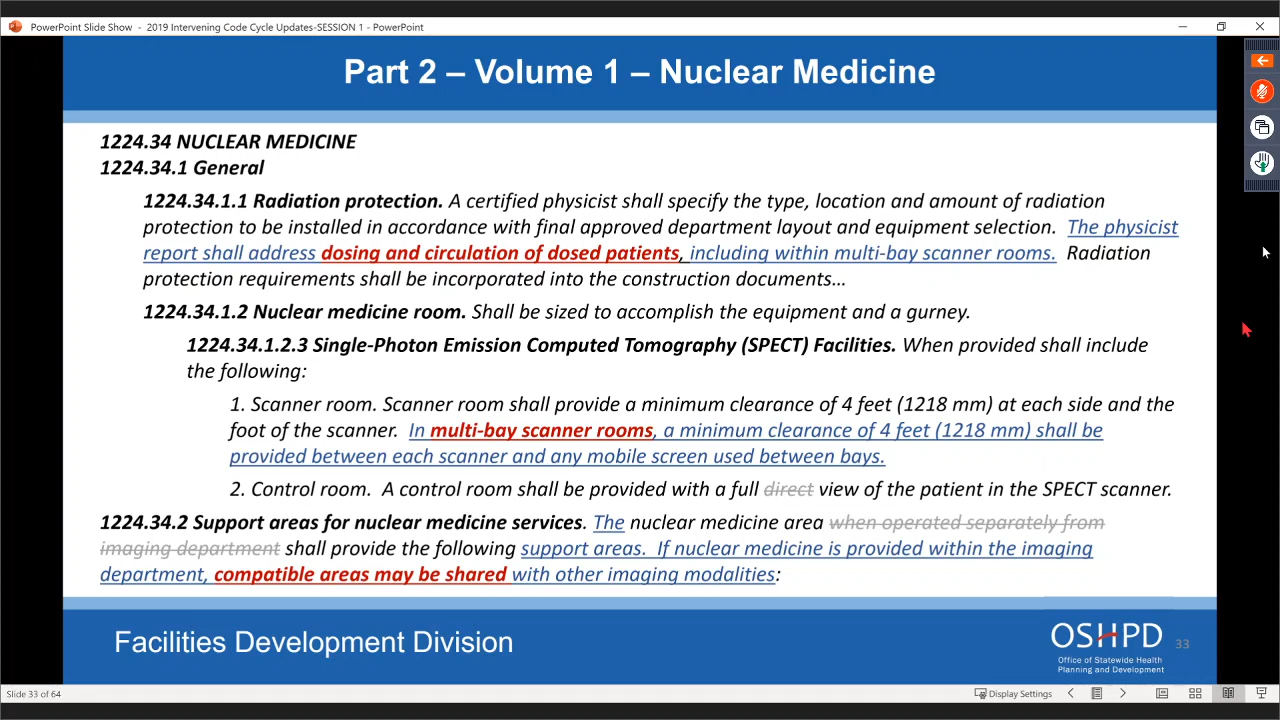 PowerPoint Slide Show - 2019 Intervening Code Cycle Updates-SESSION 1 - PowerPoint
Part 2 – Volume 1 – Nuclear Medicine
1224.34 NUCLEAR MEDICINE
1224.34.1 General
1224.34.1.1 Radiation protection. A certified physicist shall specify the type, location and amount of radiation
protection to be installed in accordance with final approved department layout and equipment selection. The physicist
report shall address dosing and circulation of dosed patients, including within multi-bay scanner rooms. Radiation
protection requirements shall be incorporated into the construction documents…
1224.34.1.2 Nuclear medicine room. Shall be sized to accomplish the equipment and a gurney.
1224.34.1.2.3 Single-Photon Emission Computed Tomography (SPECT) Facilities. When provided shall include
the following:
1. Scanner room. Scanner room shall provide a minimum clearance of 4 feet (1218 mm) at each side and the
foot of the scanner. In multi-bay scanner rooms, a minimum clearance of 4 feet (1218 mm) shall be
provided between each scanner and any mobile screen used between bays.
2. Control room. A control room shall be provided with a full direct view of the patient in the SPECT scanner.
1224.34.2 Support areas for nuclear medicine services. The nuclear medicine area when operated separately from
imaging department shall provide the following support areas. If nuclear medicine is provided within the imaging
department, compatible areas may be shared with other imaging modalities:
Facilities Development Division
OSHPD
Office of Statewide Health
Planning and Development
33
Slide 33 of 64
Display Settings